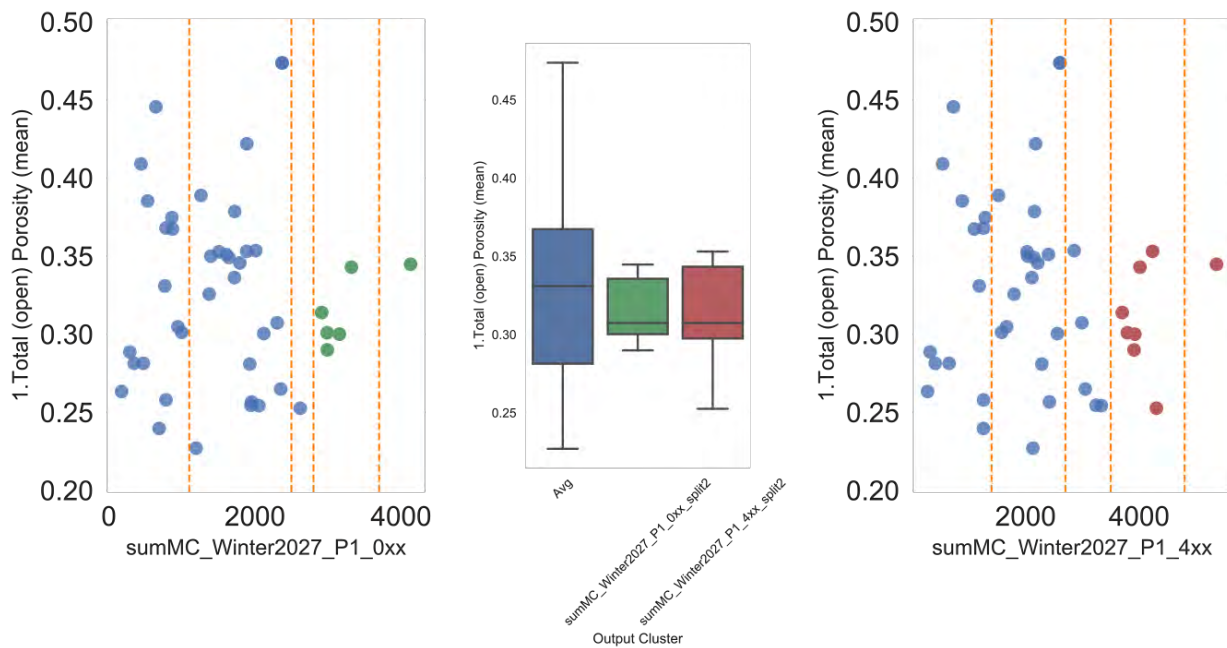 0.50
0.45
0.40
0.35
0.30
0.25
0.20
1.Total (open) Porosity (mean)
0
2000
4000
sumMC_Winter2027_P1_0xx
0.45
0.40
0.35
0.30
0.25
1.Total (open) Porosity (mean)
Avg
sumMC_Winter2027_P1_0xx_split2
sumMC_Winter2027_P1_4xx_split2
Output Cluster
0.50
0.45
0.40
0.35
0.30
0.25
0.20
1.Total (open) Porosity (mean)
2000
4000
sumMC_Winter2027_P1_4xx